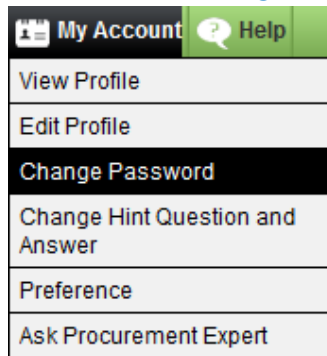 My Account Help
View Profile
Edit Profile
Change Password
Change Hint Question and
Answer
Preference
Ask Procurement Expert